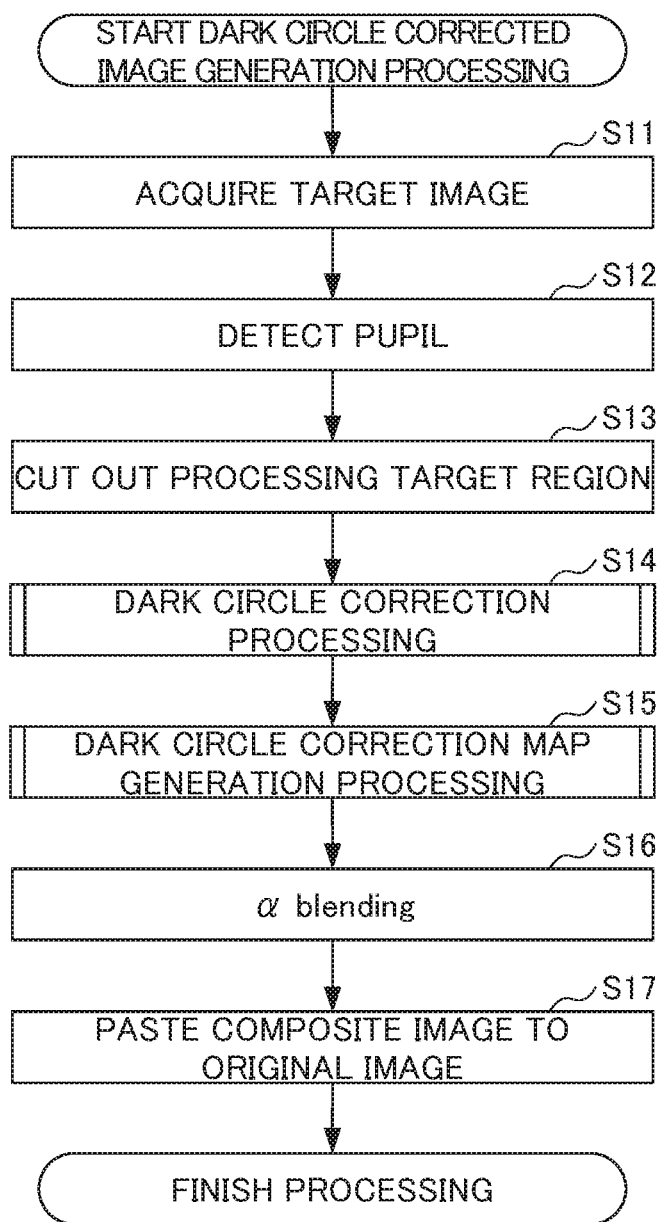 START DARK CIRCLE CORRECTED
IMAGE GENERATION PROCESSING
S11
ACQUIRE TARGET IMAGE
S12
DETECT PUPIL
S13
CUT OUT PROCESSING TARGET REGION
S14
DARK CIRCLE CORRECTION
PROCESSING
S15
DARK CIRCLE CORRECTION MAP
GENERATION PROCESSING
S16
α blending
S17
PASTE COMPOSITE IMAGE TO
ORIGINAL IMAGE
FINISH PROCESSING